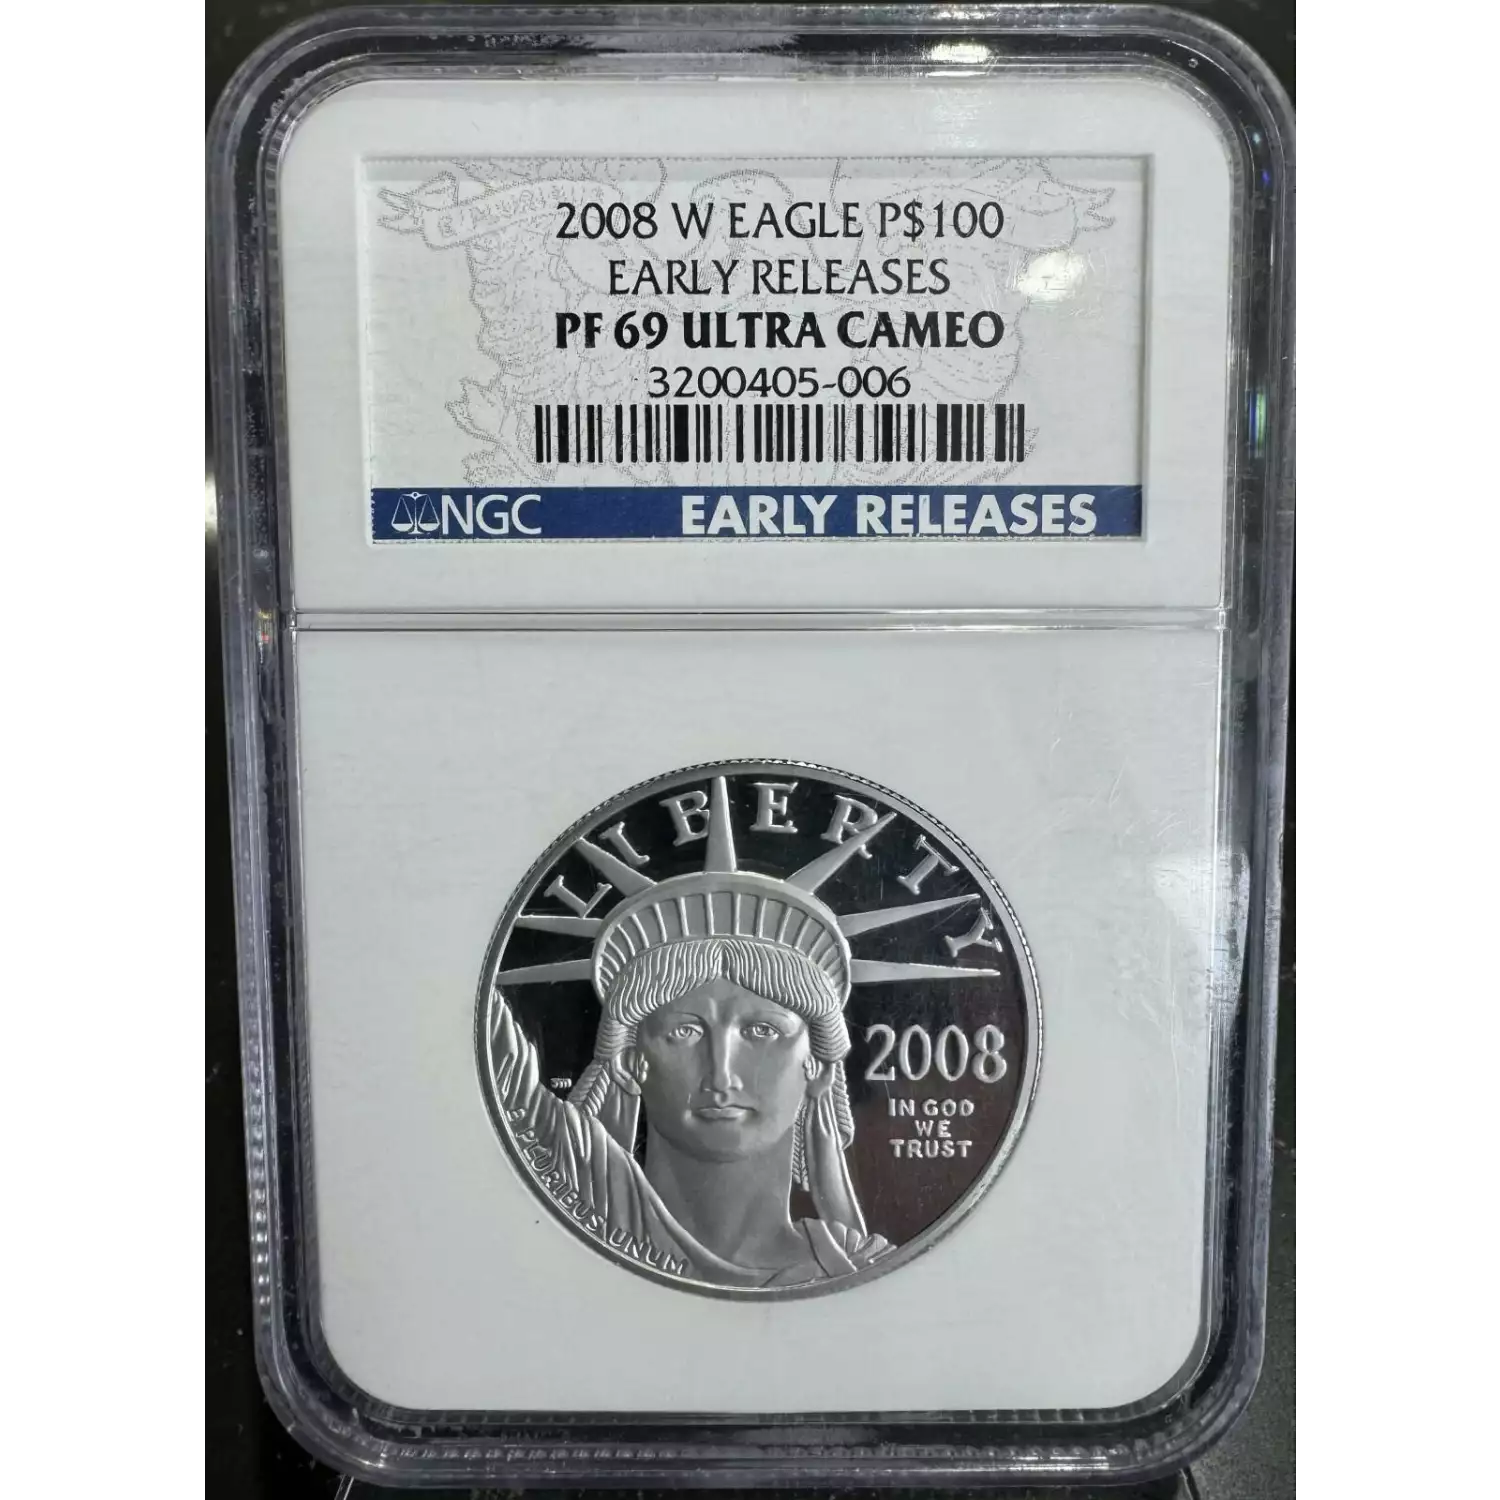 2008 W EAGLE P$100
EARLY RELEASES
PF 69 ULTRA CAMEO
3200405-006
NGC EARLY RELEASES
LIBERTY
2008
IN GOD
WE
TRUST
E PLURIBUS UNUM